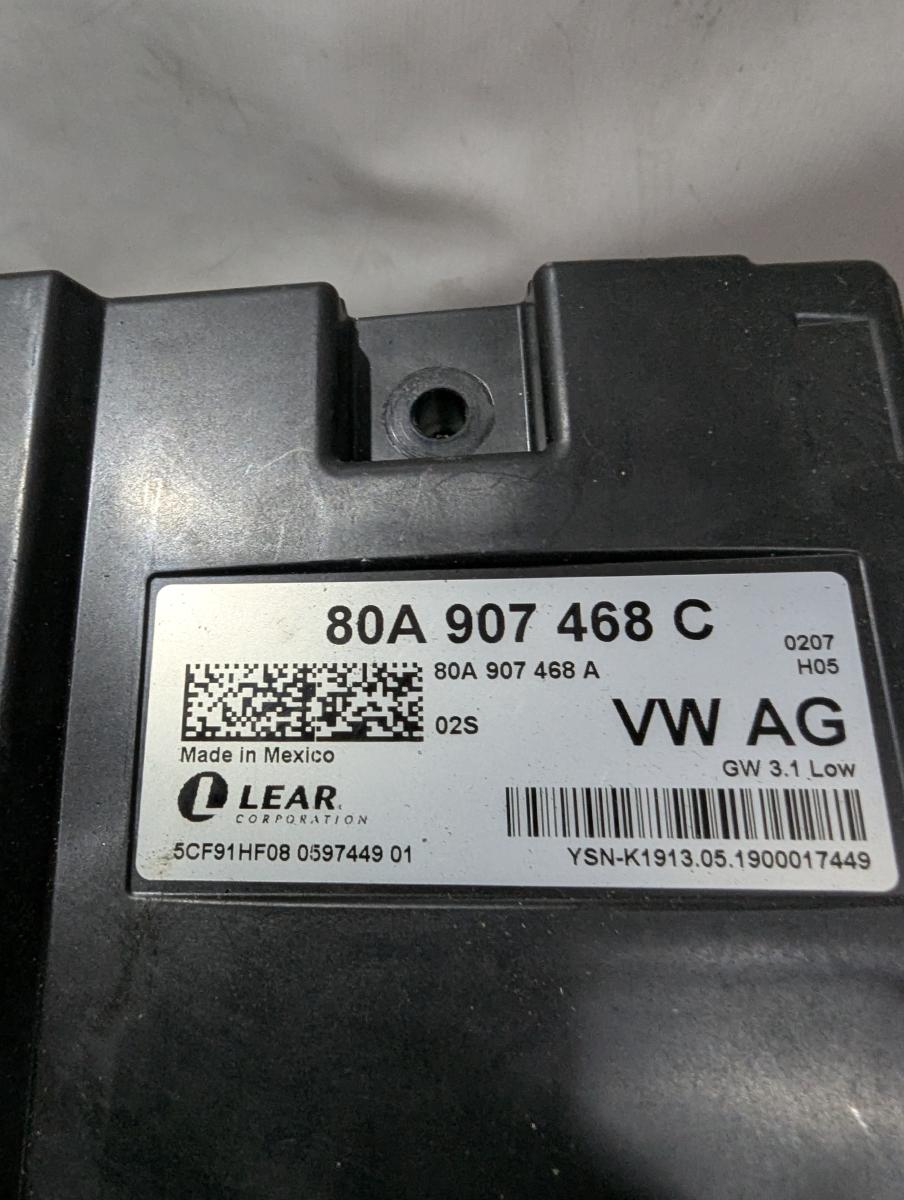 80A 907 468 C
0207
80A 907 468 A
H05
02S
VW AG
Made in Mexico
GW 3.1 Low
LEAR
CORPORATION
5CF91HF08 0597449 01
YSN-K1913.05.1900017449